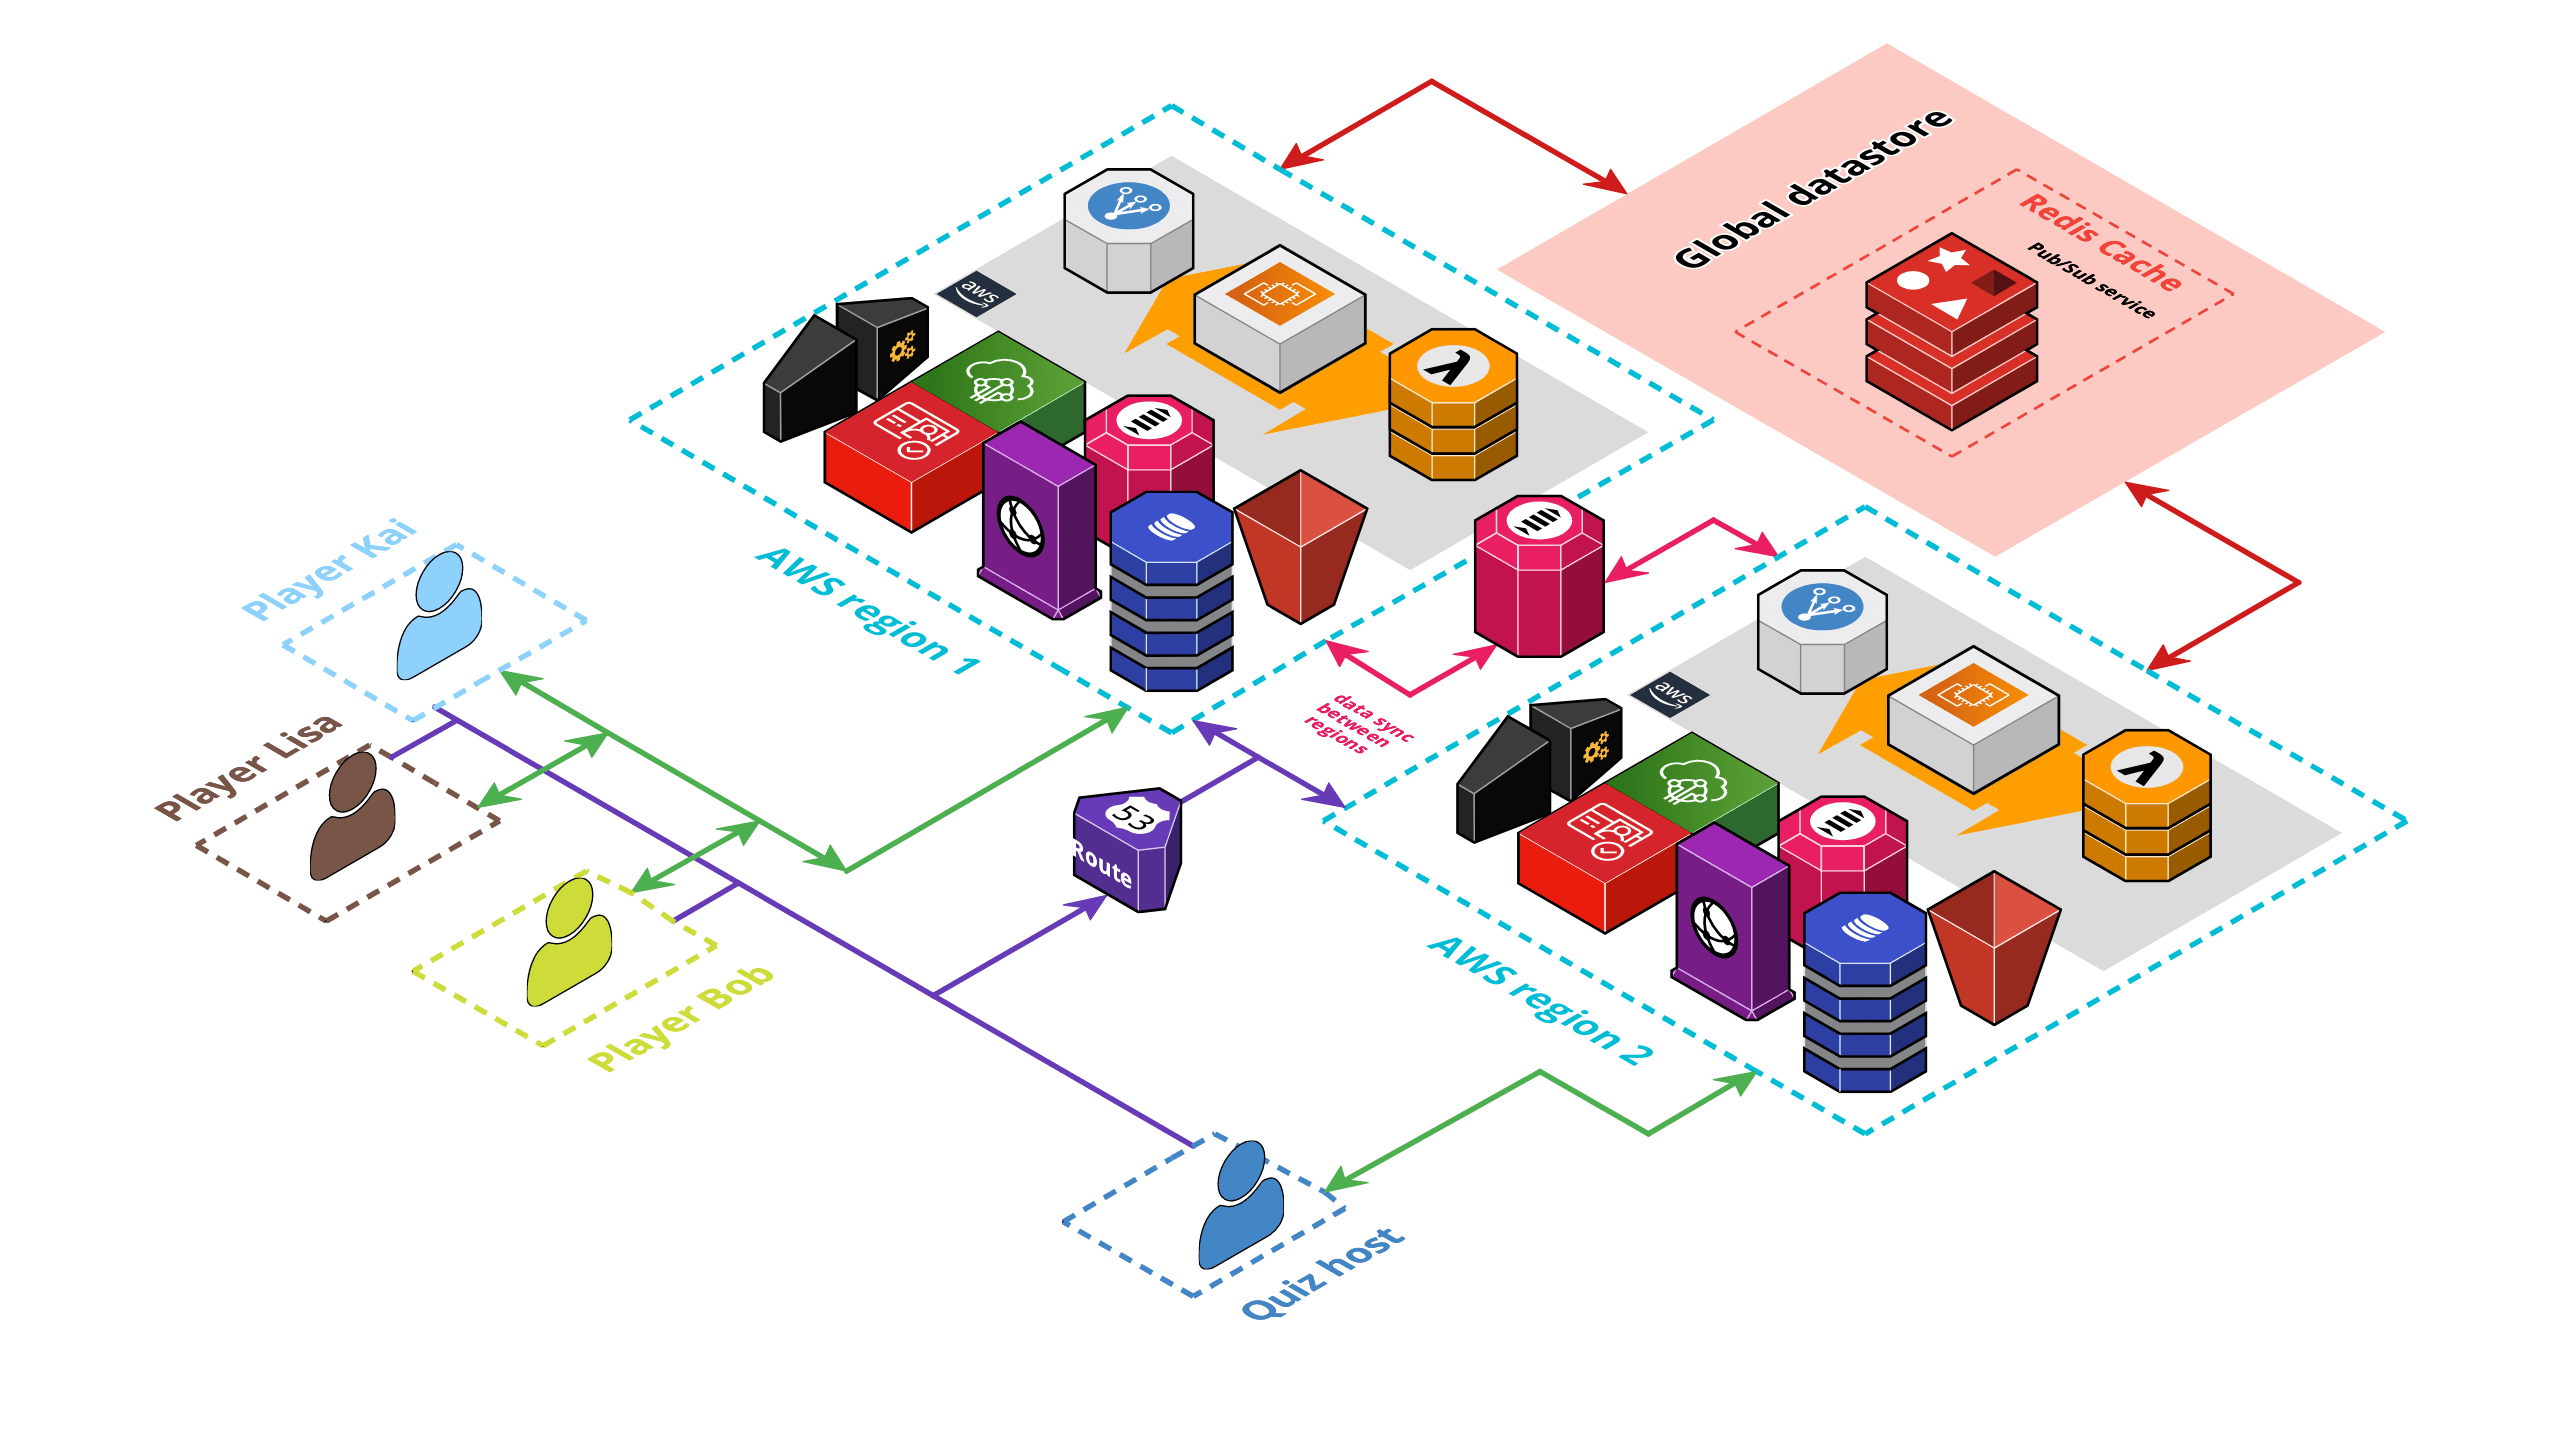 Global datastore
Redis Cache
Pub/Sub service
aws
AWS region 1
Player Kai
Player Lisa
Player Bob
data sync
between
regions
53
Route
aws
AWS region 2
Quiz host